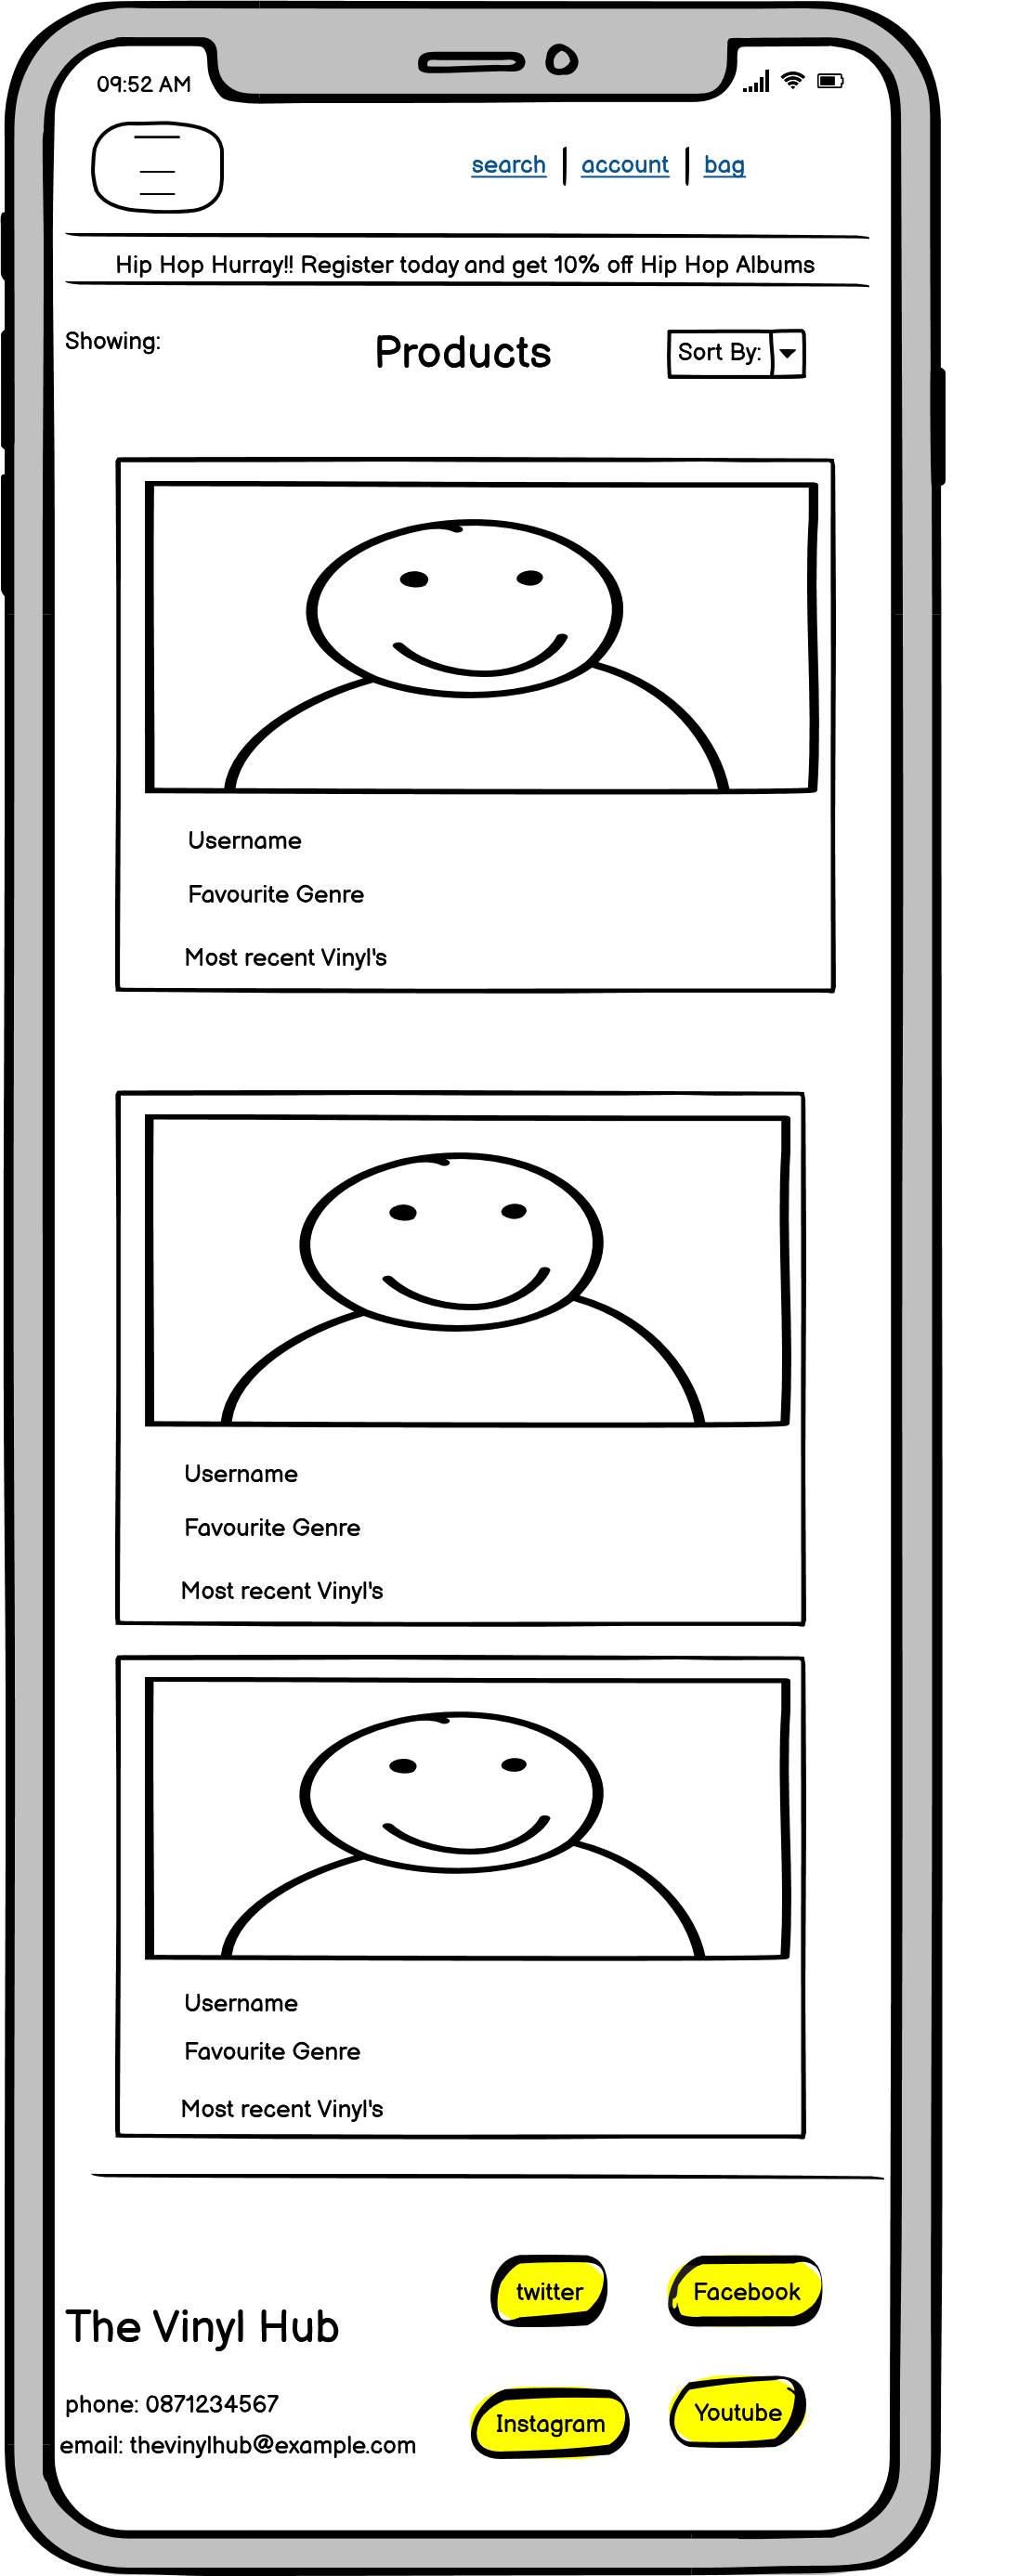 09:52 AM
search account bag
Hip Hop Hurray!! Register today and get 10% off Hip Hop Albums
Showing:
Products
Sort By:
Username
Favourite Genre
Most recent Vinyl's
Username
Favourite Genre
Most recent Vinyl's
Username
Favourite Genre
Most recent Vinyl's
twitter Facebook
The Vinyl Hub
phone: 0871234567
Instagram Youtube
email: thevinylhub@example.com